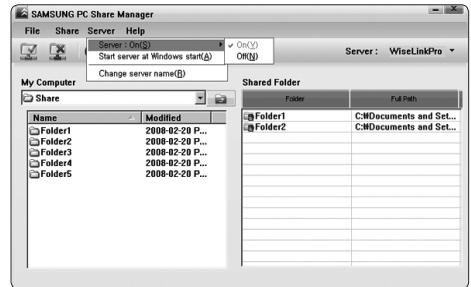 SAMSUNG PC Share Manager
File Share Server Help
Server : On(S)
On(Y)
Start server at Windows start(A)
Off(N)
Change server name(R)
Server : WiseLinkPro
My Computer
Shared Folder
Share
Folder Full Path
Name Modified
Folder1 2008-02-20 P...
Folder2 2008-02-20 P...
Folder3 2008-02-20 P...
Folder4 2008-02-20 P...
Folder5 2008-02-20 P...
Folder1 C:₩Documents and Set...
Folder2 C:₩Documents and Set...